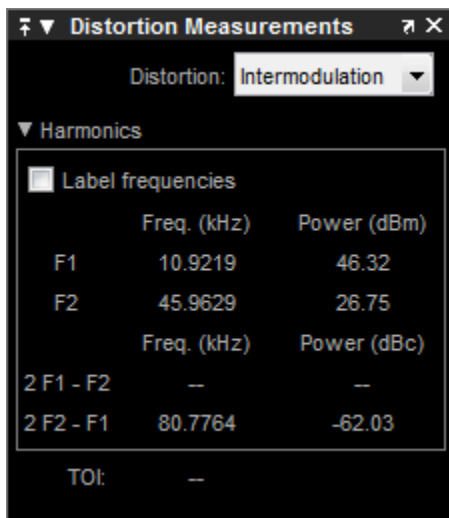 Distortion Measurements
Distortion: Intermodulation
Harmonics
Label frequencies
Freq. (kHz) Power (dBm)
F1 10.9219 46.32
F2 45.9629 26.75
Freq. (kHz) Power (dBc)
2 F1 - F2 -- --
2 F2 - F1 80.7764 -62.03
TOI: --